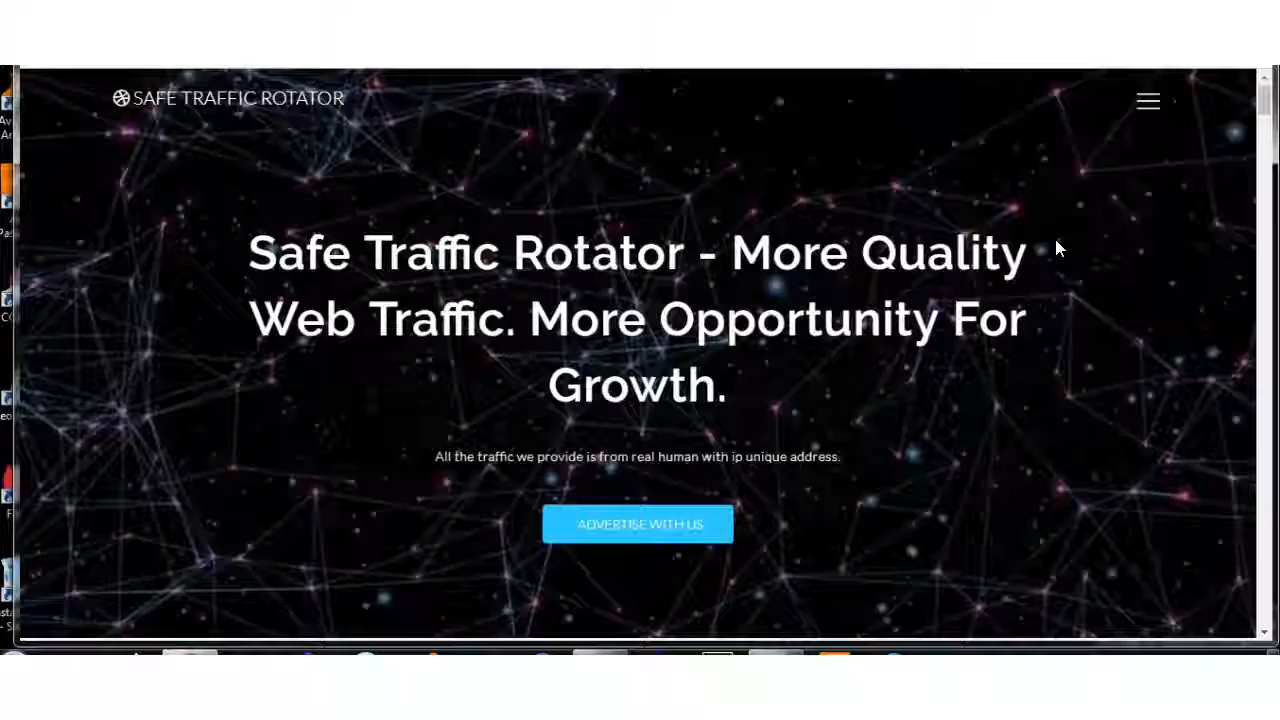 SAFE TRAFFIC ROTATOR
Safe Traffic Rotator - More Quality
Web Traffic. More Opportunity For
Growth.
All the traffic we provide is from real human with ip unique address.
ADVERTISE WITH US